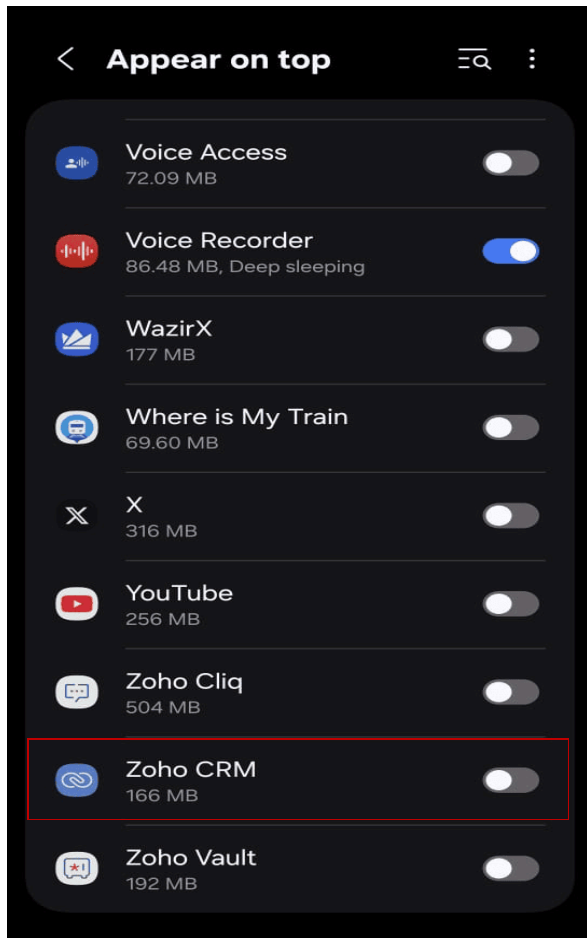 Appear on top
Voice Access
72.09 MB
Voice Recorder
86.48 MB, Deep sleeping
WazirX
177 MB
Where is My Train
69.60 MB
X
316 MB
YouTube
256 MB
Zoho Cliq
504 MB
Zoho CRM
166 MB
Zoho Vault
192 MB